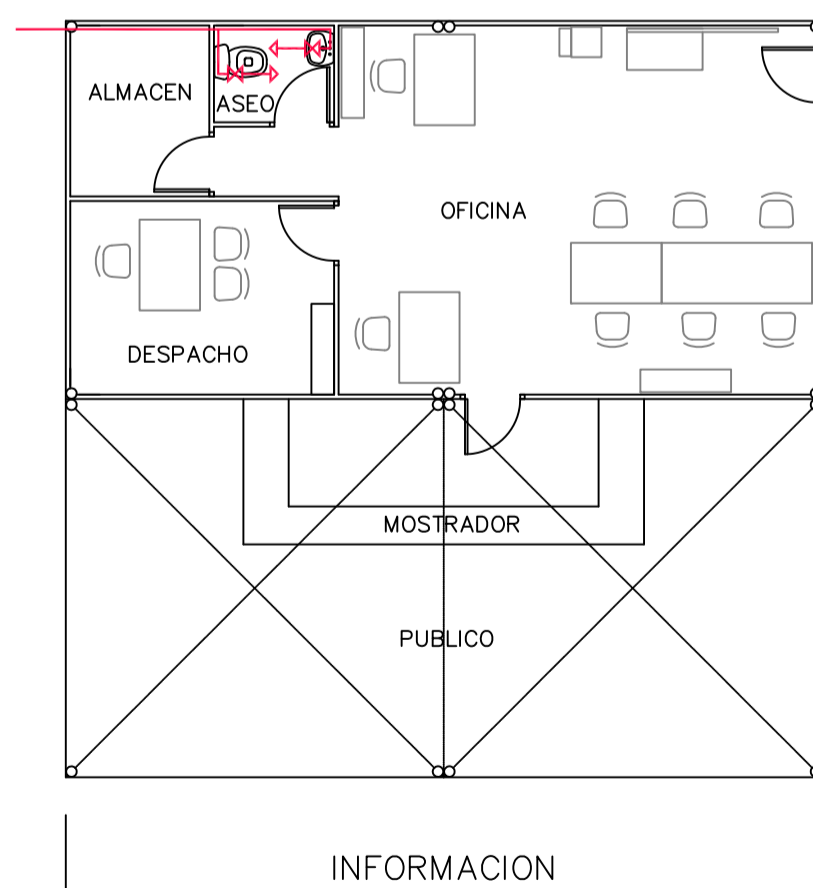 ALMACEN
ASEO
OFICINA
DESPACHO
MOSTRADOR
PUBLICO
INFORMACION